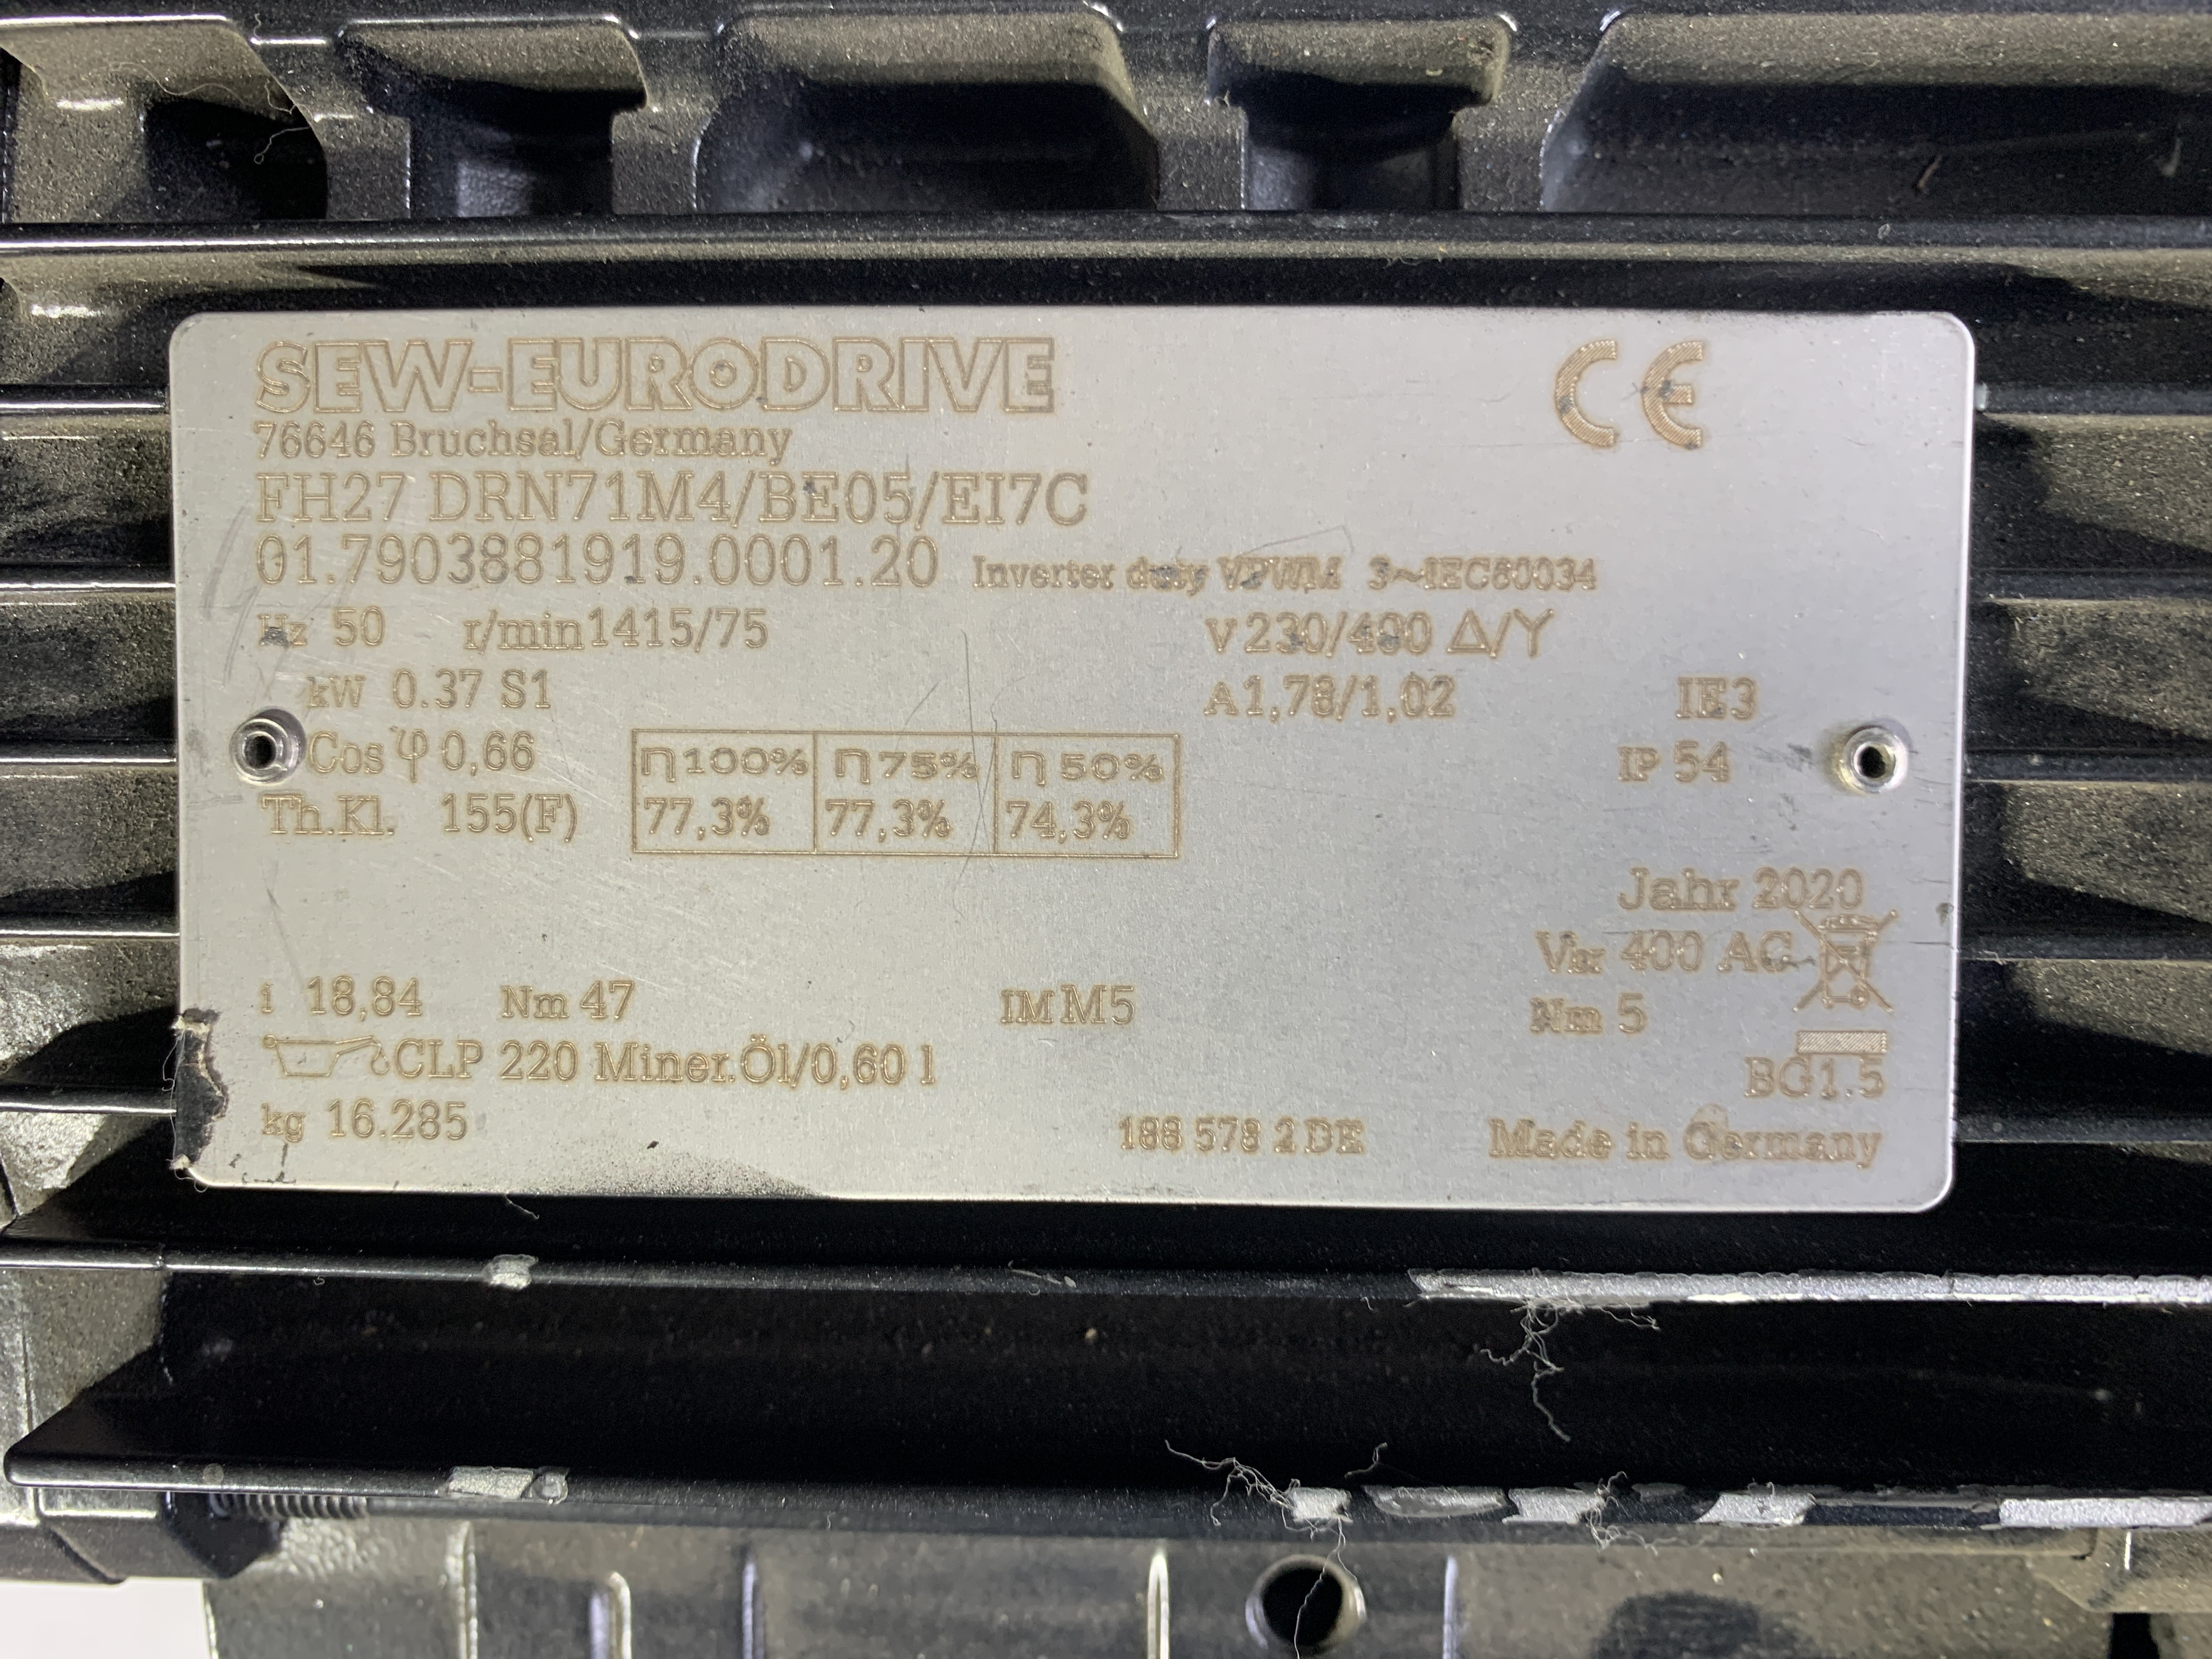 SEW-EURODRIVE
CE
76646 Bruchsal/Germany
FH27 DRN71M4/BE05/EI7C
01.7903881919.0001.20 Inverter duty VPWM 3~IEC60034
Hz 50 r/min 1415/75 V 230/400 Δ/Y
kW 0.37 S1 A 1,78/1,02 IE3
Cos φ 0,66 η 100% η 75% η 50% IP 54
Th.Kl. 155(F) 77,3% 77,3% 74,3%
Jahr 2020
Vbr 400 AC
i 18,84 Nm 47 IM M5 Nm 5
CLP 220 Miner.Öl/0,60 l BG1.5
kg 16.285 188 578 2 DE Made in Germany